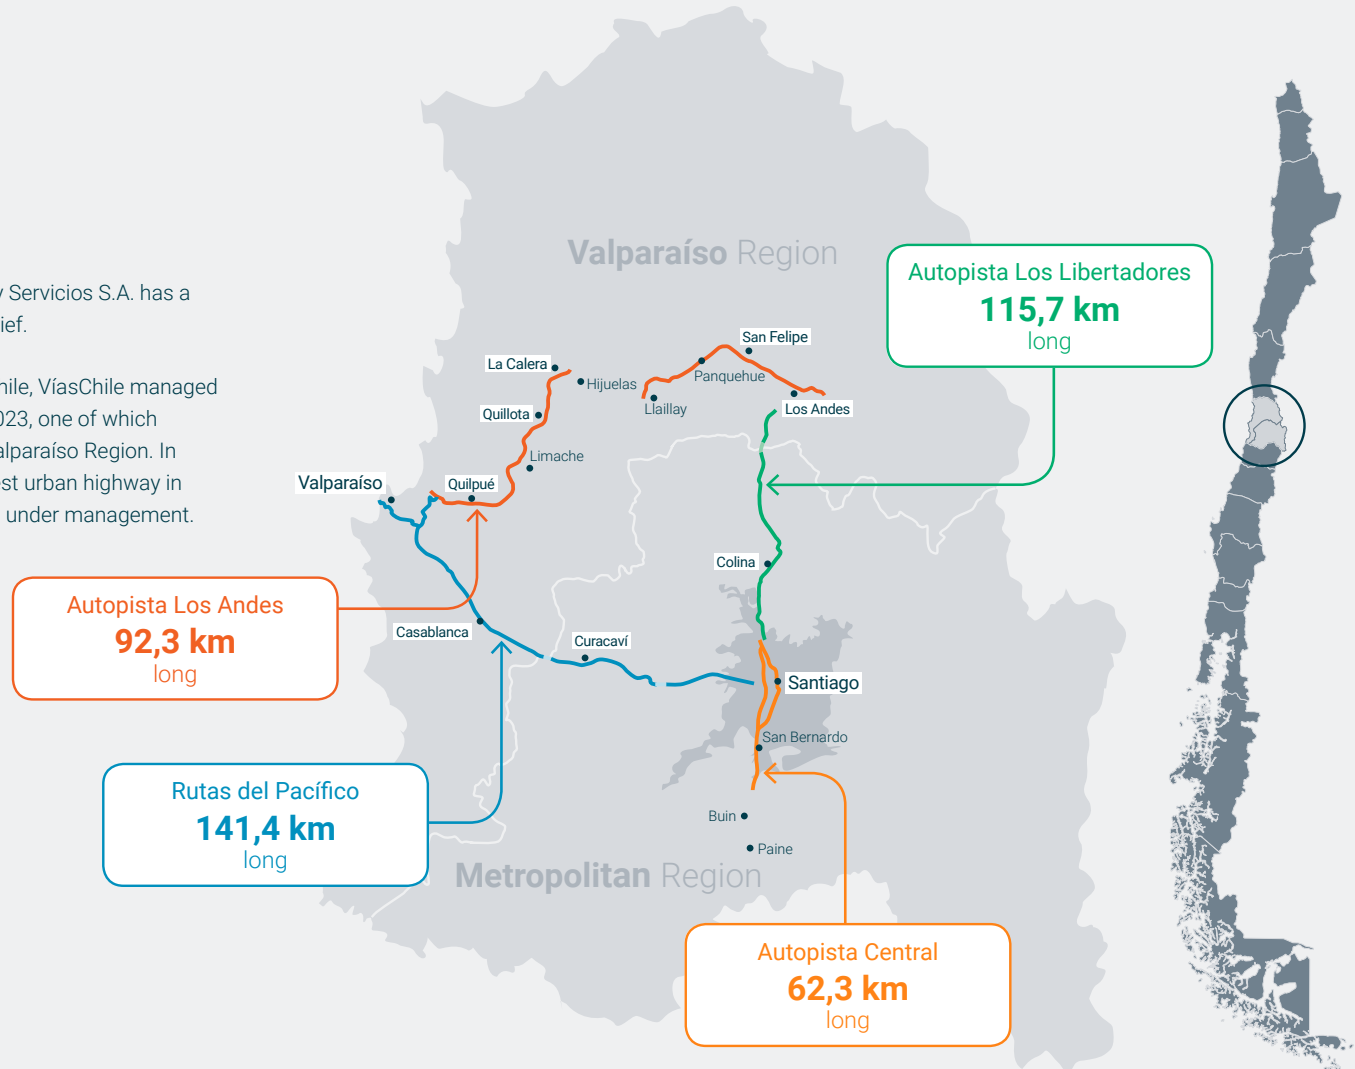 Valparaíso Region
Autopista Los Libertadores
115,7 km
long
y Servicios S.A. has a
ief.
hile, VíasChile managed
023, one of which
alparaíso Region. In
est urban highway in
under management.
San Felipe
La Calera
Hijuelas
Panquehue
Llaillay
Los Andes
Quillota
Limache
Valparaíso
Quilpué
Colina
Autopista Los Andes
92,3 km
long
Casablanca
Curacaví
Santiago
San Bernardo
Rutas del Pacífico
141,4 km
long
Buin
Paine
Metropolitan Region
Autopista Central
62,3 km
long